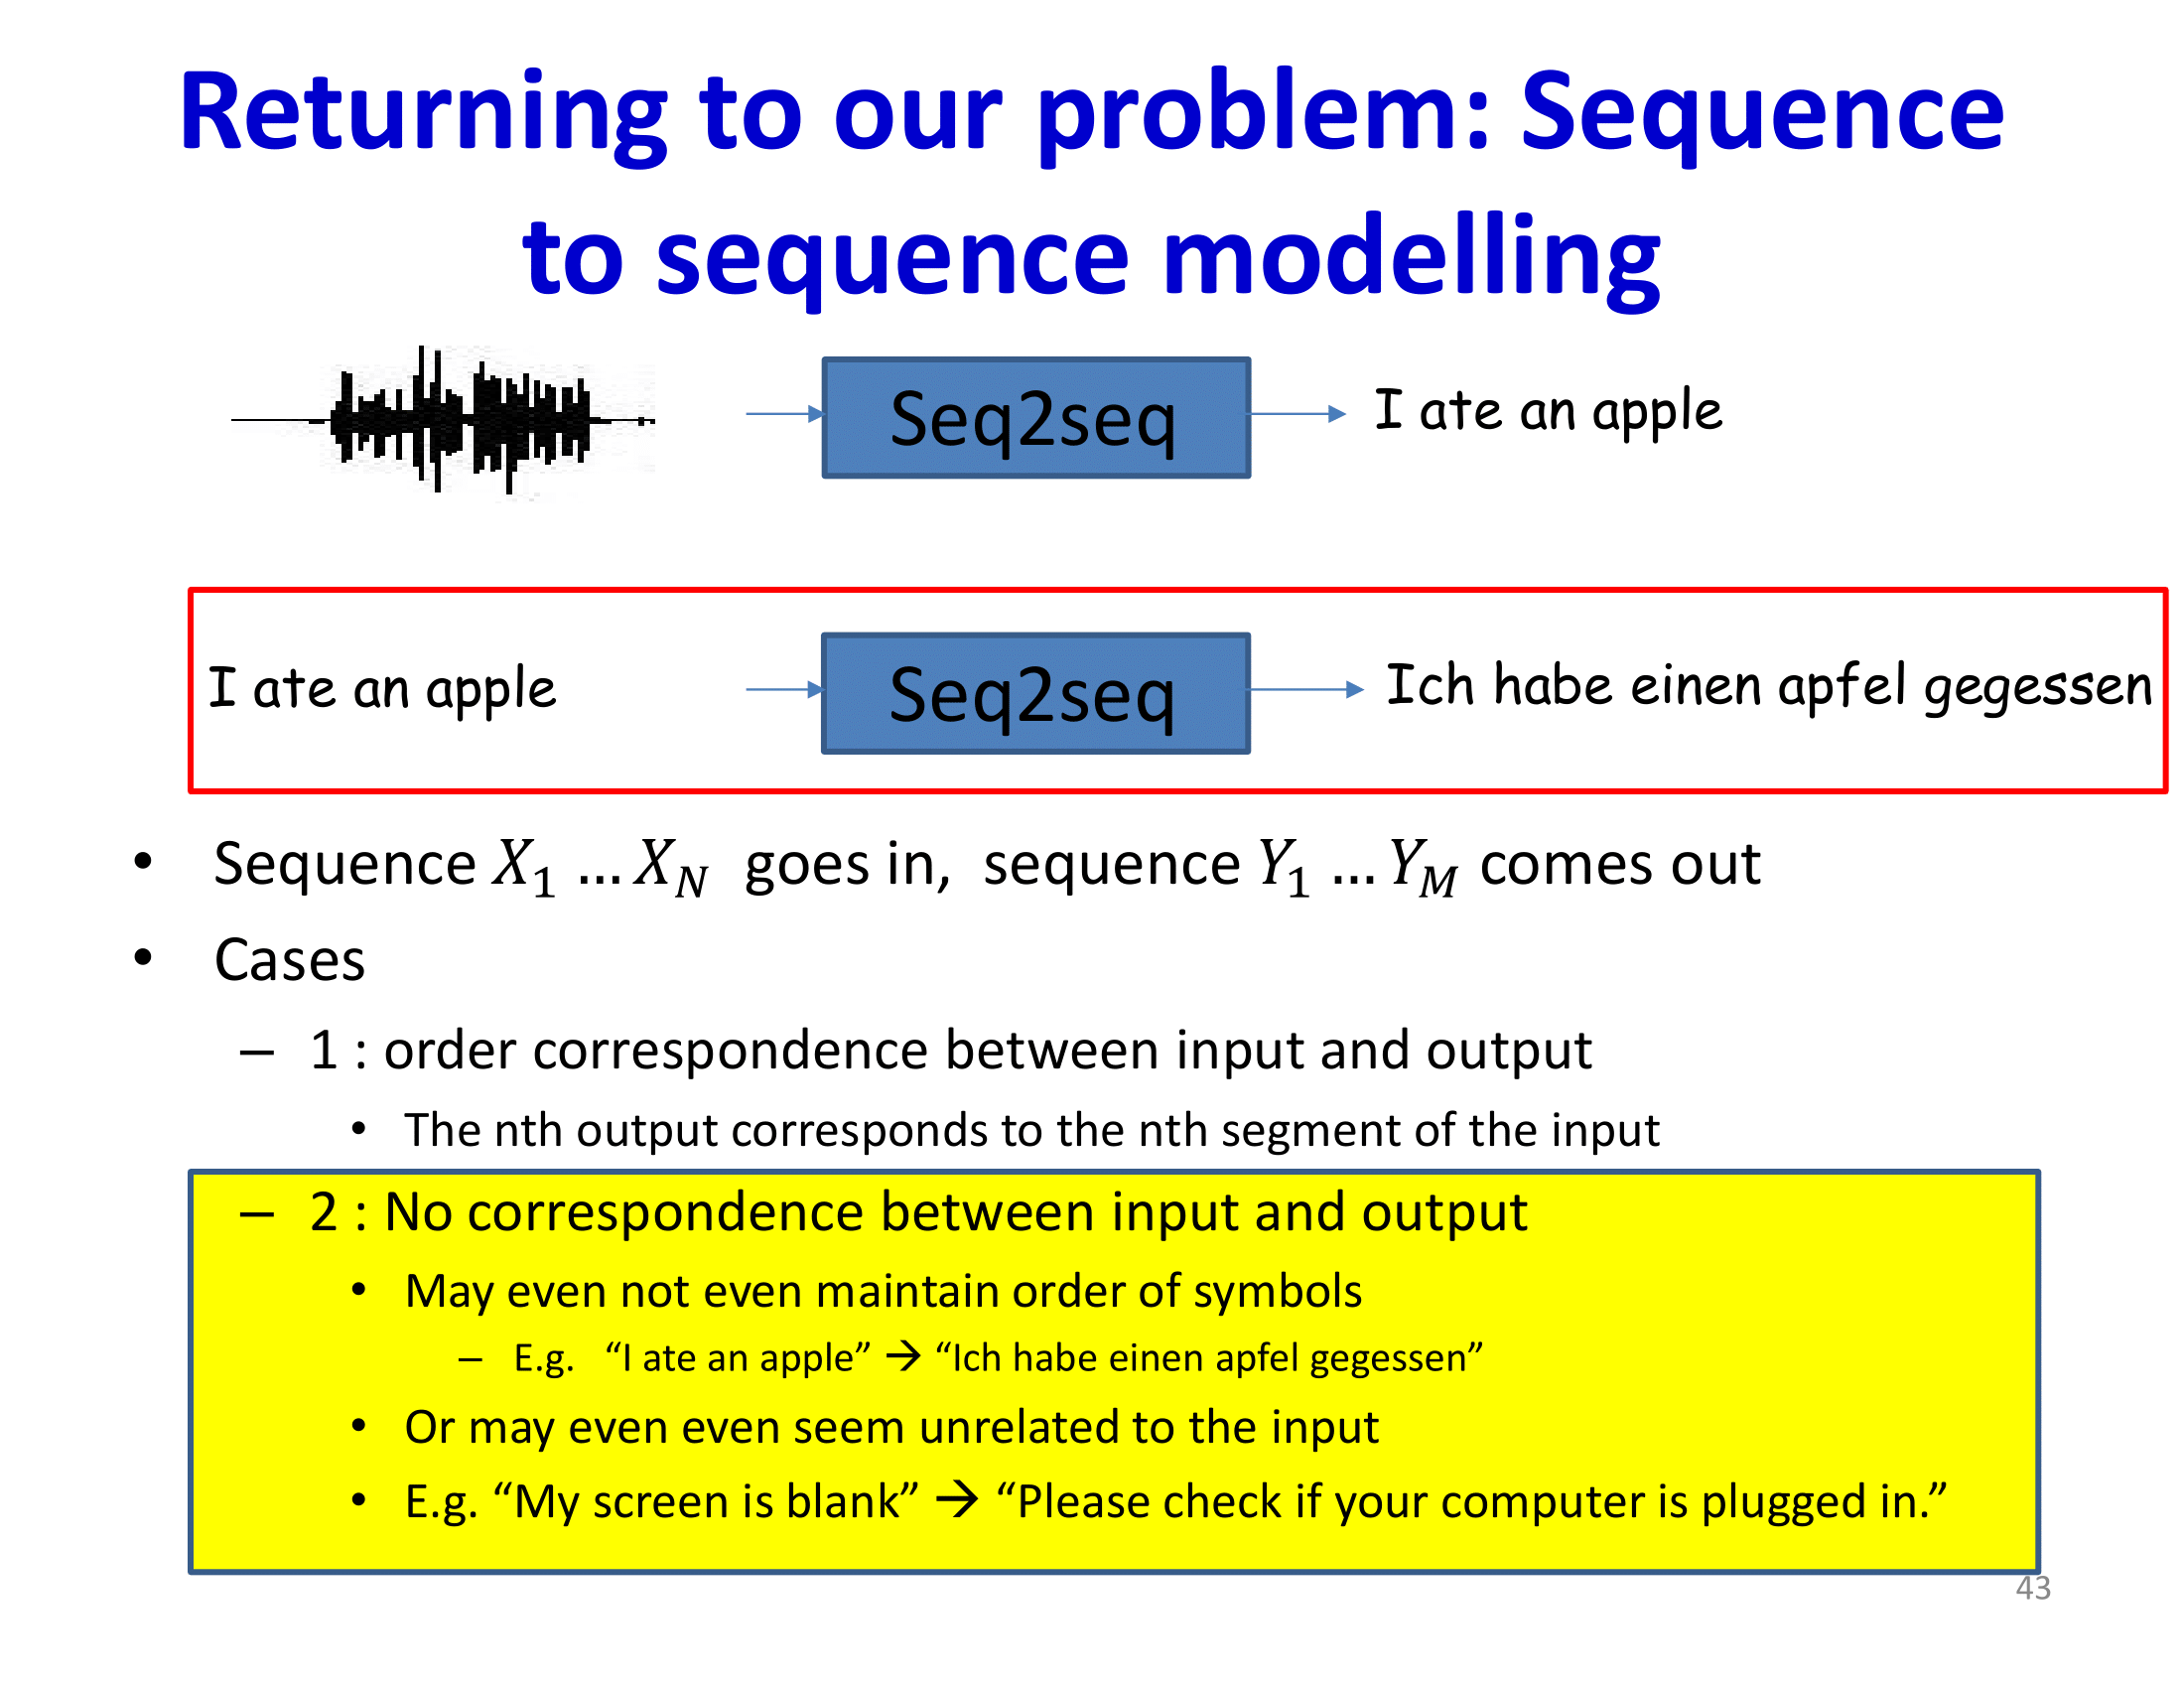 Returning to our problem: Sequence
to sequence modelling
Seq2seq
I ate an apple
I ate an apple
Seq2seq
Ich habe einen apfel gegessen
• Sequence X₁ … X_N goes in, sequence Y₁ … Y_M comes out
• Cases
– 1 : order correspondence between input and output
• The nth output corresponds to the nth segment of the input
– 2 : No correspondence between input and output
• May even not even maintain order of symbols
– E.g. “I ate an apple” → “Ich habe einen apfel gegessen”
• Or may even even seem unrelated to the input
• E.g. “My screen is blank” → “Please check if your computer is plugged in.”
43